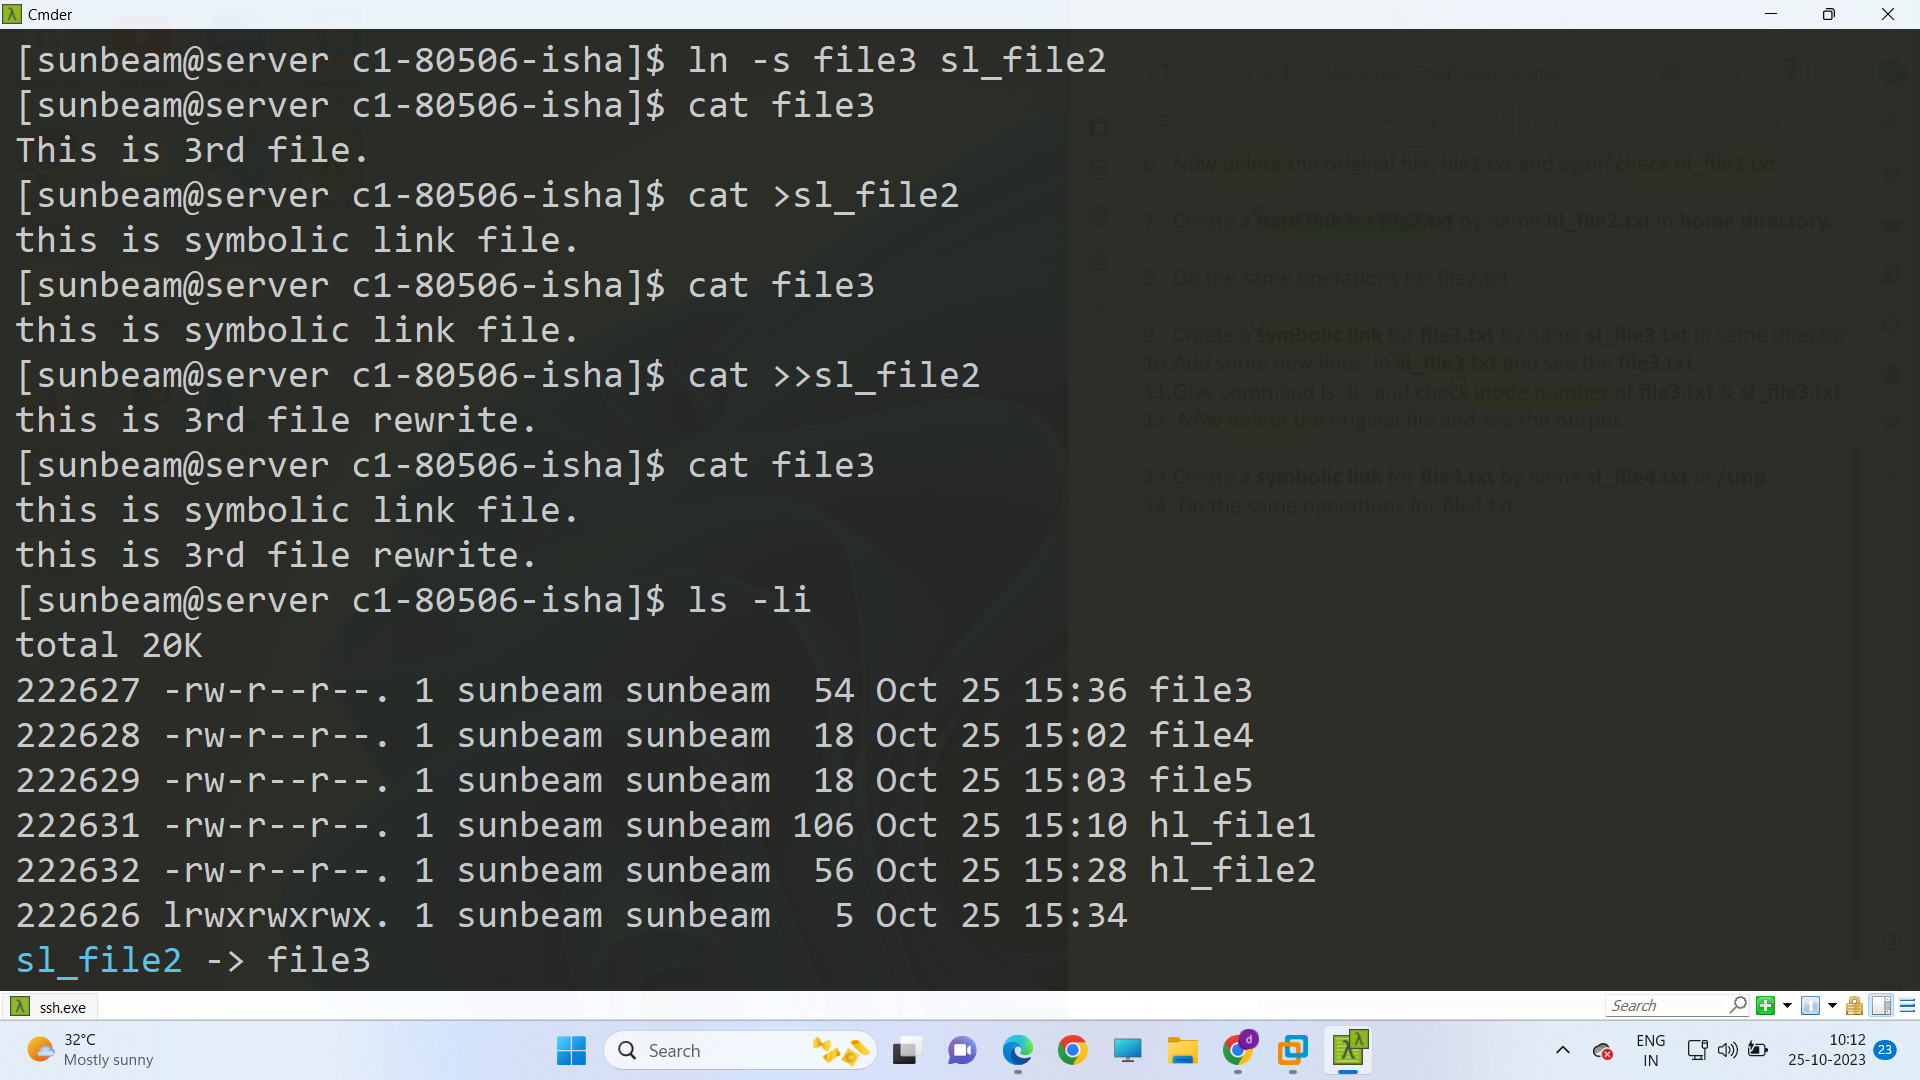 Cmder
[sunbeam@server c1-80506-isha]$ ln -s file3 sl_file2
[sunbeam@server c1-80506-isha]$ cat file3
This is 3rd file.
[sunbeam@server c1-80506-isha]$ cat >sl_file2
this is symbolic link file.
[sunbeam@server c1-80506-isha]$ cat file3
this is symbolic link file.
[sunbeam@server c1-80506-isha]$ cat >>sl_file2
this is 3rd file rewrite.
[sunbeam@server c1-80506-isha]$ cat file3
this is symbolic link file.
this is 3rd file rewrite.
[sunbeam@server c1-80506-isha]$ ls -li
total 20K
222627 -rw-r--r--. 1 sunbeam sunbeam  54 Oct 25 15:36 file3
222628 -rw-r--r--. 1 sunbeam sunbeam  18 Oct 25 15:02 file4
222629 -rw-r--r--. 1 sunbeam sunbeam  18 Oct 25 15:03 file5
222631 -rw-r--r--. 1 sunbeam sunbeam 106 Oct 25 15:10 hl_file1
222632 -rw-r--r--. 1 sunbeam sunbeam  56 Oct 25 15:28 hl_file2
222626 lrwxrwxrwx. 1 sunbeam sunbeam   5 Oct 25 15:34
sl_file2 -> file3
File C:/Users/user/OneDrive/Docume... Sign in
1 of 1
6. Now delete the original file, file1.txt and again check hl_file1.txt
7. Create a hard link for file2.txt by name hl_file2.txt in home directory.
8. Do the same operations for file2.txt
9. Create a symbolic link for file3.txt by name sl_file3.txt in same director
10.Add some new lines in sl_file3.txt and see the file3.txt.
11.Give command ls -li , and check inode number of file3.txt & sl_file3.txt
12. Now delete the original file and see the output.
13.Create a symbolic link for file4.txt by name sl_file4.txt in /tmp
14. Do the same operations for file4.txt
ssh.exe
Search
32°C
Mostly sunny
Search
ENG
IN
10:12
25-10-2023
23